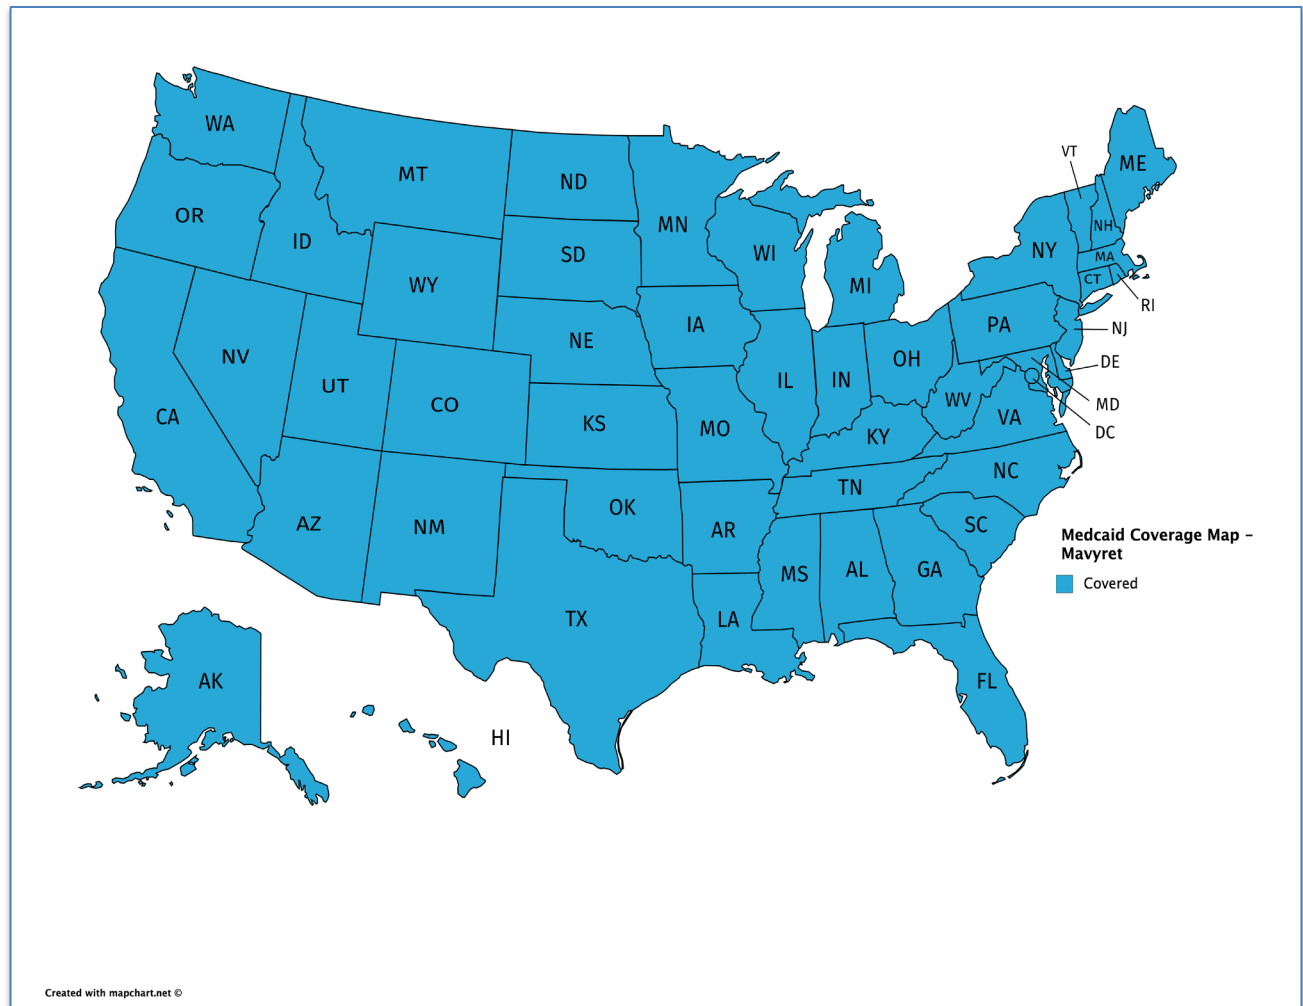 WA
MT
ND
MN
VT
ME
OR
ID
SD
WI
NY
NH
MA
CT
RI
WY
MI
IA
PA
NJ
NE
NV
UT
OH
DE
IL
IN
CO
WV
MD
CA
KS
MO
VA
DC
KY
NC
TN
AZ
NM
OK
AR
SC
Medcaid Coverage Map –
Mavyret
MS
AL
GA
Covered
TX
LA
AK
FL
HI
Created with mapchart.net ©